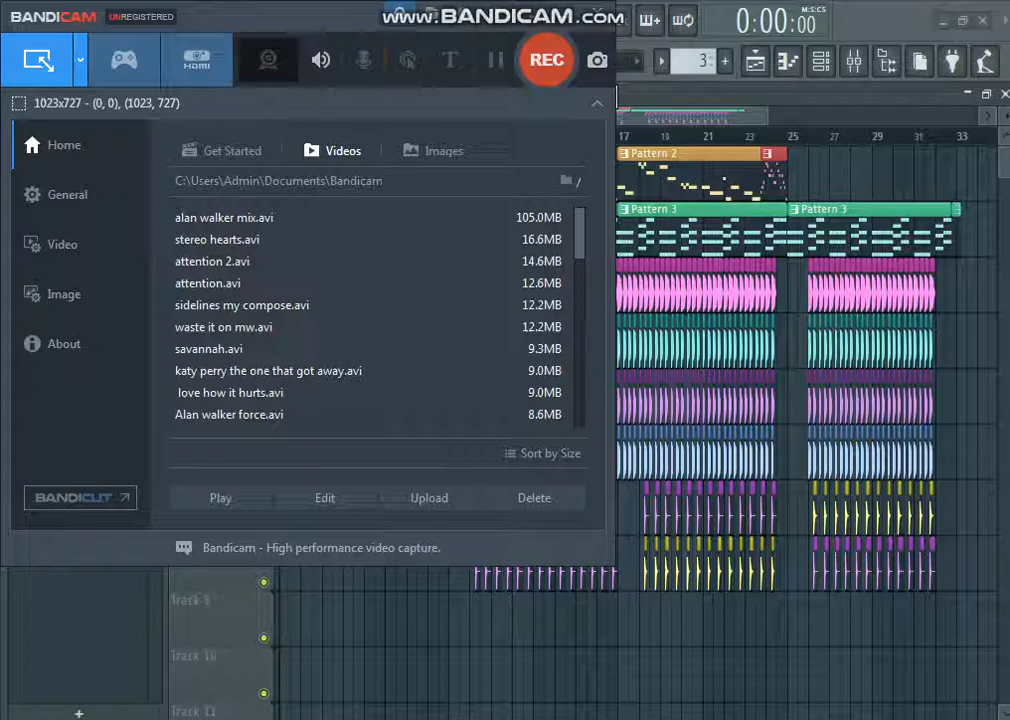 BANDICAM UNREGISTERED
www.BANDICAM.com
0:00:00
M:S:CS
HDMI
REC
3
1023x727 - (0, 0), (1023, 727)
Home
General
Video
Image
About
BANDICUT
Get Started
Videos
Images
C:\Users\Admin\Documents\Bandicam
/
alan walker mix.avi 105.0MB
stereo hearts.avi 16.6MB
attention 2.avi 14.6MB
attention.avi 12.6MB
sidelines my compose.avi 12.2MB
waste it on mw.avi 12.2MB
savannah.avi 9.3MB
katy perry the one that got away.avi 9.0MB
love how it hurts.avi 9.0MB
Alan walker force.avi 8.6MB
Sort by Size
Play Edit Upload Delete
Bandicam - High performance video capture.
17 19 21 23 25 27 29 31 33
Pattern 2
Pattern 3 Pattern 3
Track 9
Track 10
Track 11